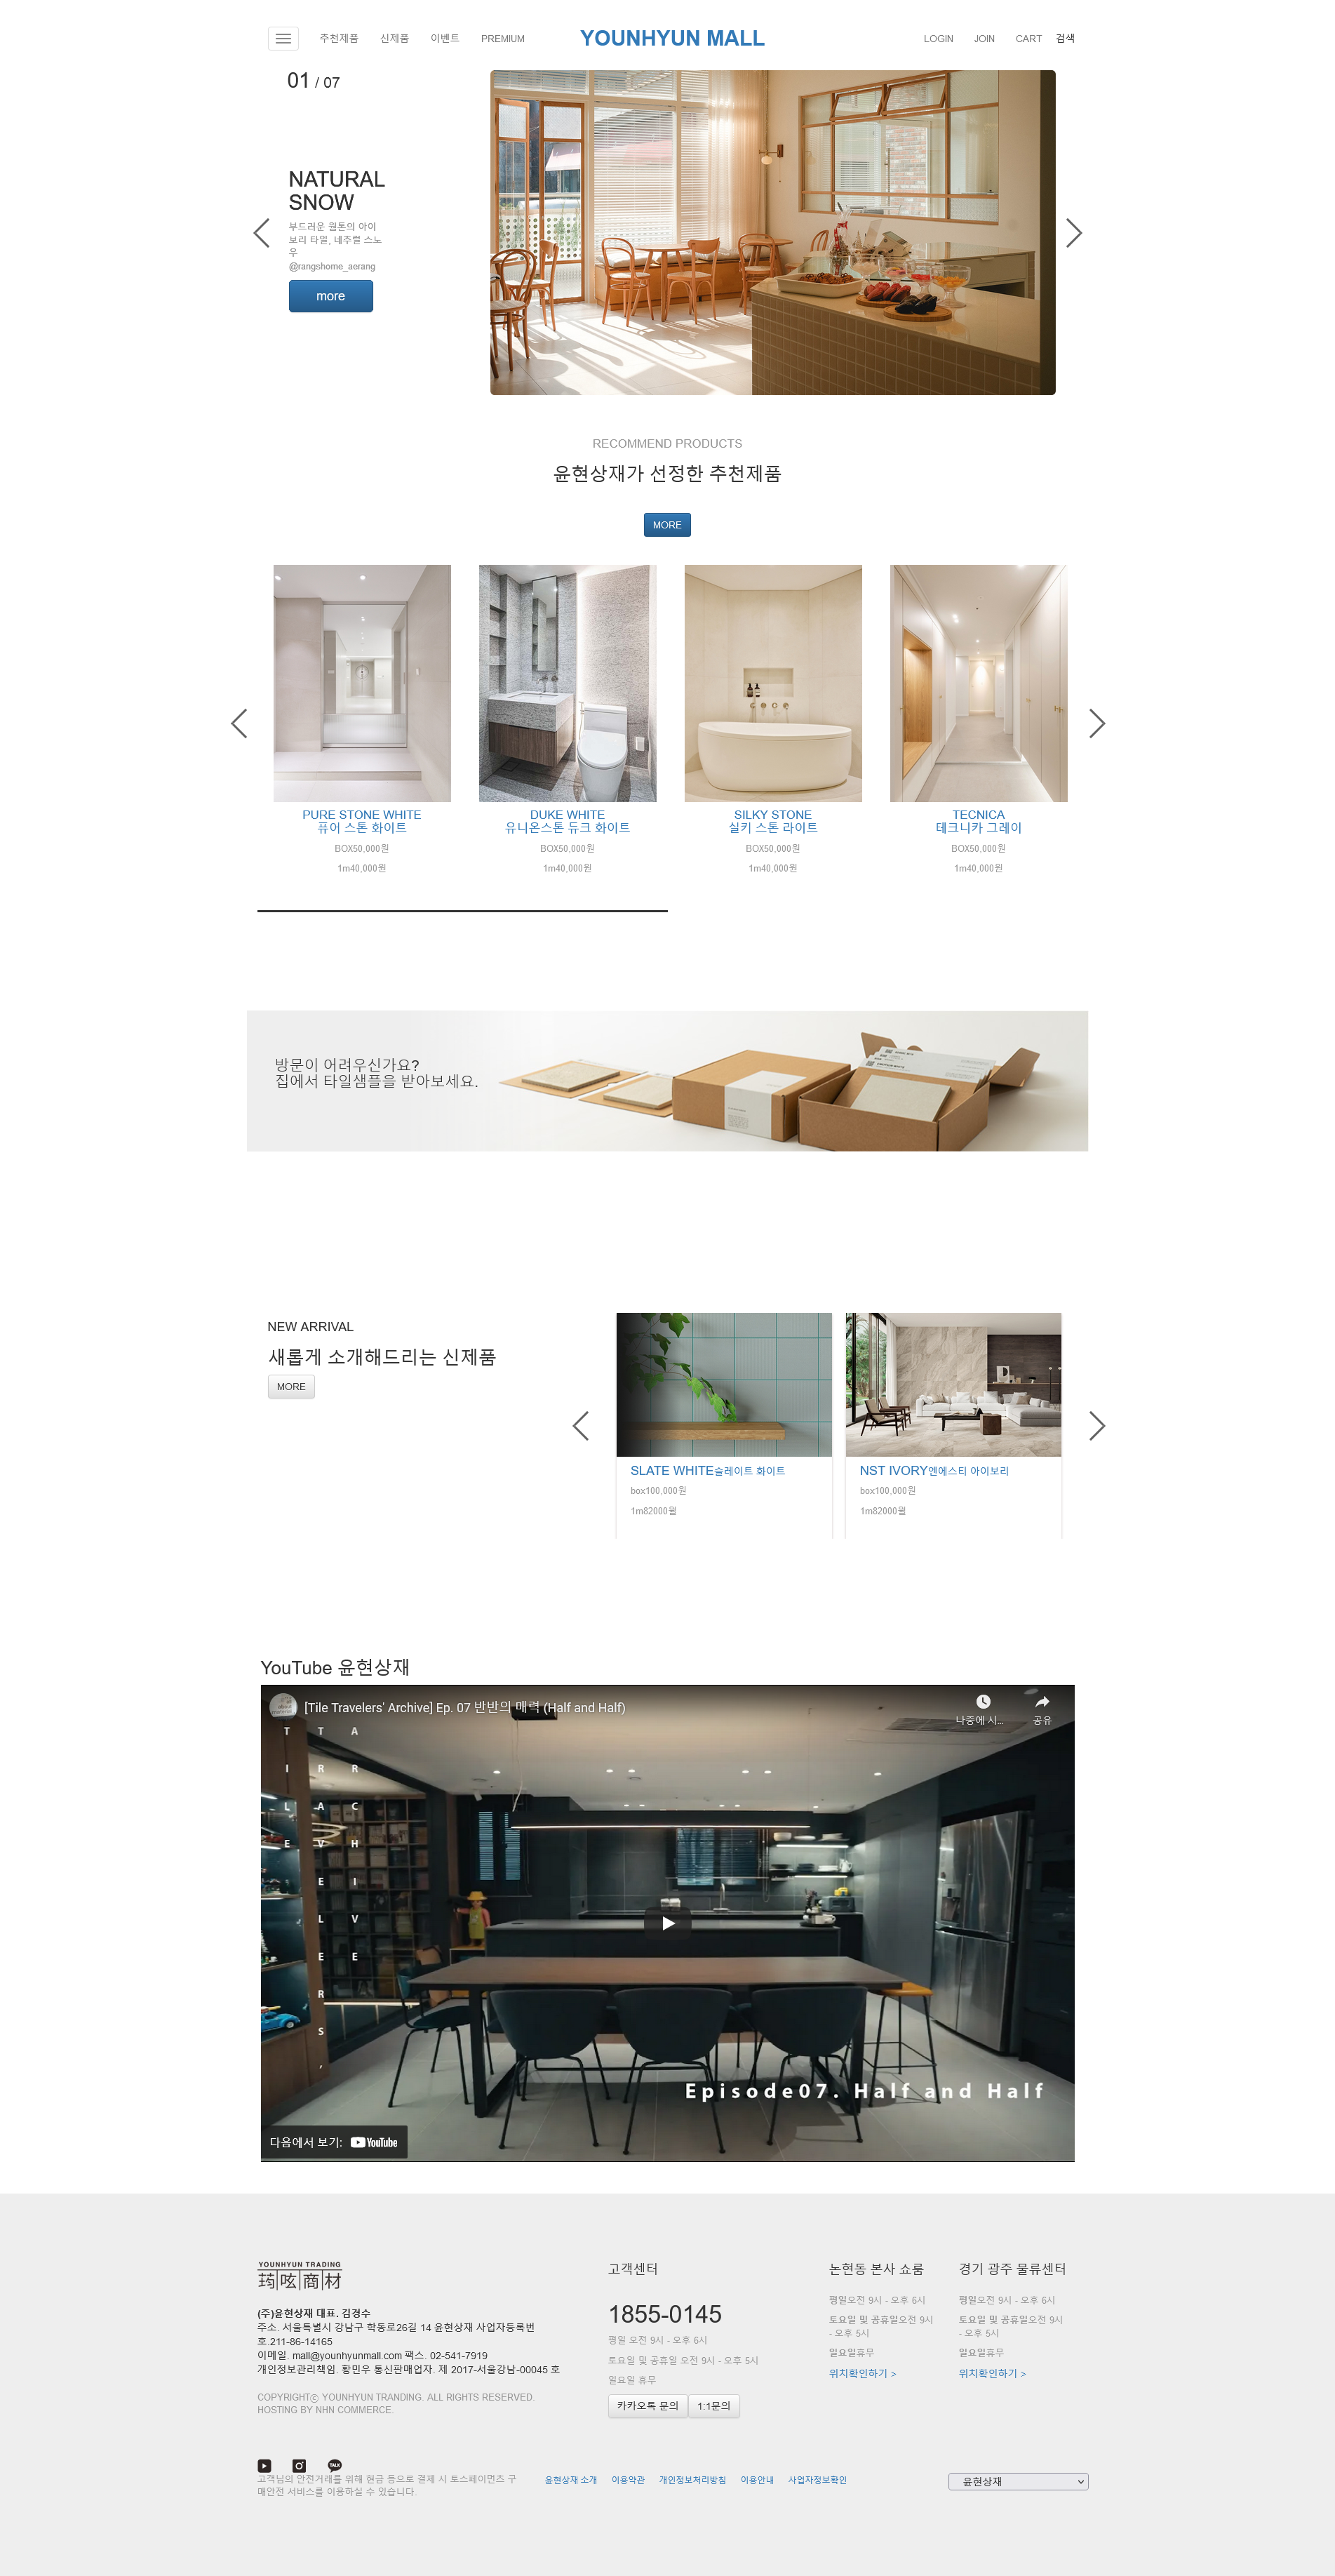 추천제품 신제품 이벤트 PREMIUM YOUNHYUN MALL LOGIN JOIN CART 검색
01 / 07
NATURAL
SNOW
부드러운 웜톤의 아이
보리 타일, 네추럴 스노
우
@rangshome_aerang
more
RECOMMEND PRODUCTS
윤현상재가 선정한 추천제품
MORE
PURE STONE WHITE
퓨어 스톤 화이트
BOX50,000원
1m40,000원
DUKE WHITE
유니온스톤 듀크 화이트
BOX50,000원
1m40,000원
SILKY STONE
실키 스톤 라이트
BOX50,000원
1m40,000원
TECNICA
테크니카 그레이
BOX50,000원
1m40,000원
방문이 어려우신가요?
집에서 타일샘플을 받아보세요.
NEW ARRIVAL
새롭게 소개해드리는 신제품
MORE
SLATE WHITE슬레이트 화이트
box100,000원
1m82000윌
NST IVORY엔에스티 아이보리
box100,000원
1m82000윌
YouTube 윤현상재
[Tile Travelers' Archive] Ep. 07 반반의 매력 (Half and Half)
나중에 시...
공유
TILE
TRAVELERS,
ARCHIVE
Episode07. Half and Half
다음에서 보기: YouTube
YOUNHYUN TRADING
筠呟商材
(주)윤현상재 대표. 김경수
주소. 서울특별시 강남구 학동로26길 14 윤현상재 사업자등록번
호.211-86-14165
이메일. mall@younhyunmall.com 팩스. 02-541-7919
개인정보관리책임. 황민우 통신판매업자. 제 2017-서울강남-00045 호
COPYRIGHTⓒ YOUNHYUN TRANDING. ALL RIGHTS RESERVED.
HOSTING BY NHN COMMERCE.
고객센터
1855-0145
평일 오전 9시 - 오후 6시
토요일 및 공휴일 오전 9시 - 오후 5시
일요일 휴무
카카오톡 문의 1:1문의
논현동 본사 쇼룸
평일오전 9시 - 오후 6시
토요일 및 공휴일오전 9시
- 오후 5시
일요일휴무
위치확인하기 >
경기 광주 물류센터
평일오전 9시 - 오후 6시
토요일 및 공휴일오전 9시
- 오후 5시
일요일휴무
위치확인하기 >
TALK
고객님의 안전거래를 위해 현금 등으로 결제 시 토스페이먼츠 구
매안전 서비스를 이용하실 수 있습니다.
윤현상재 소개 이용약관 개인정보처리방침 이용안내 사업자정보확인
윤현상재